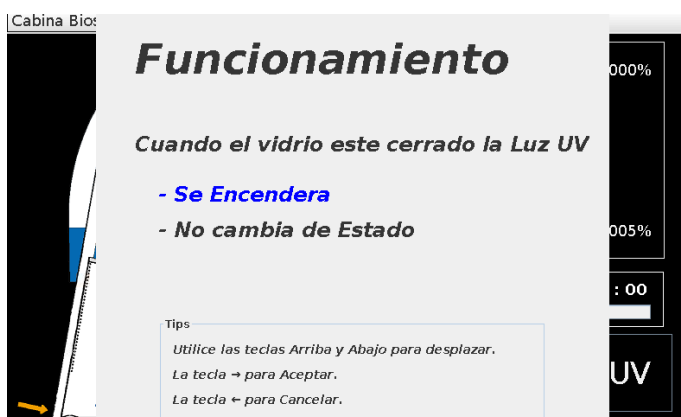 Cabina Bios
Funcionamiento
000%
Cuando el vidrio este cerrado la Luz UV
- Se Encendera
- No cambia de Estado
005%
: 00
Tips
Utilice las teclas Arriba y Abajo para desplazar.
La tecla → para Aceptar.
La tecla ← para Cancelar.
UV